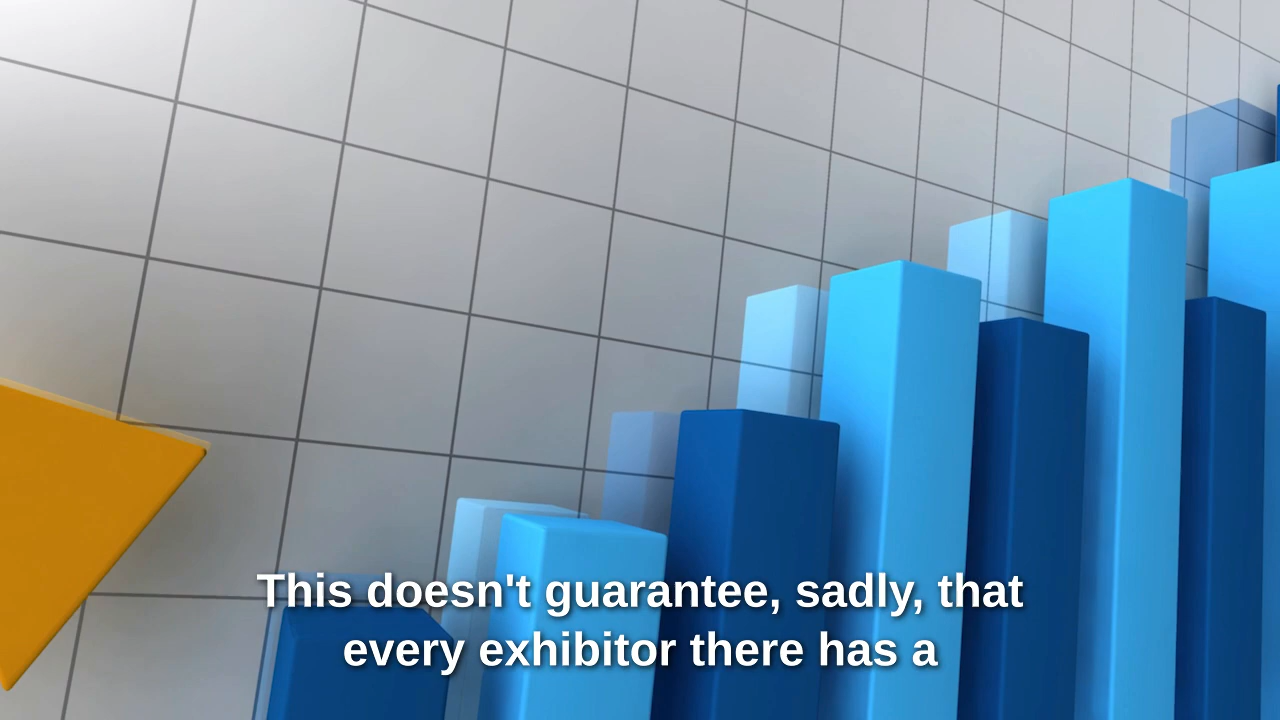 This doesn't guarantee, sadly, that
every exhibitor there has a